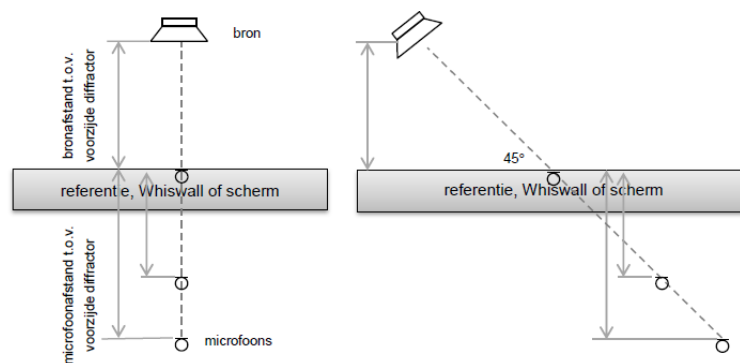 bron
bronafstand t.o.v.
voorzijde diffractor
45°
referentie, Whiswall of scherm
referentie, Whiswall of scherm
microfoonafstand t.o.v.
voorzijde diffractor
microfoons